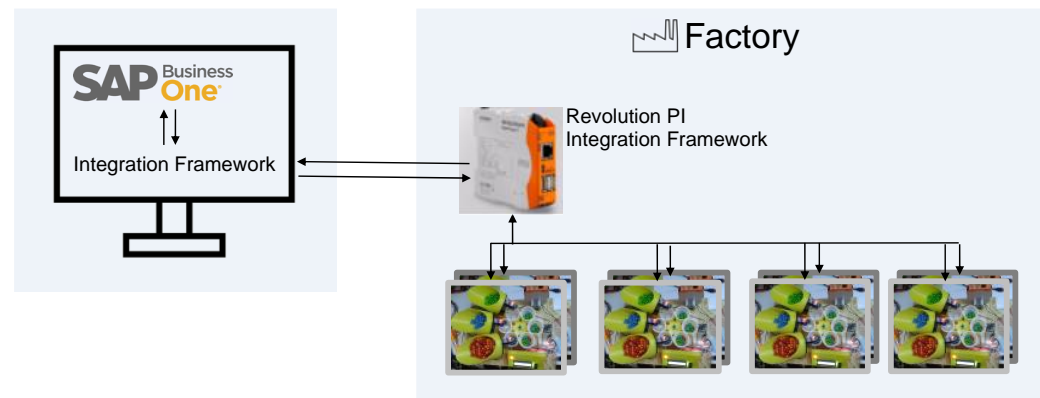 SAP Business One
Integration Framework
Factory
Revolution PI
Integration Framework